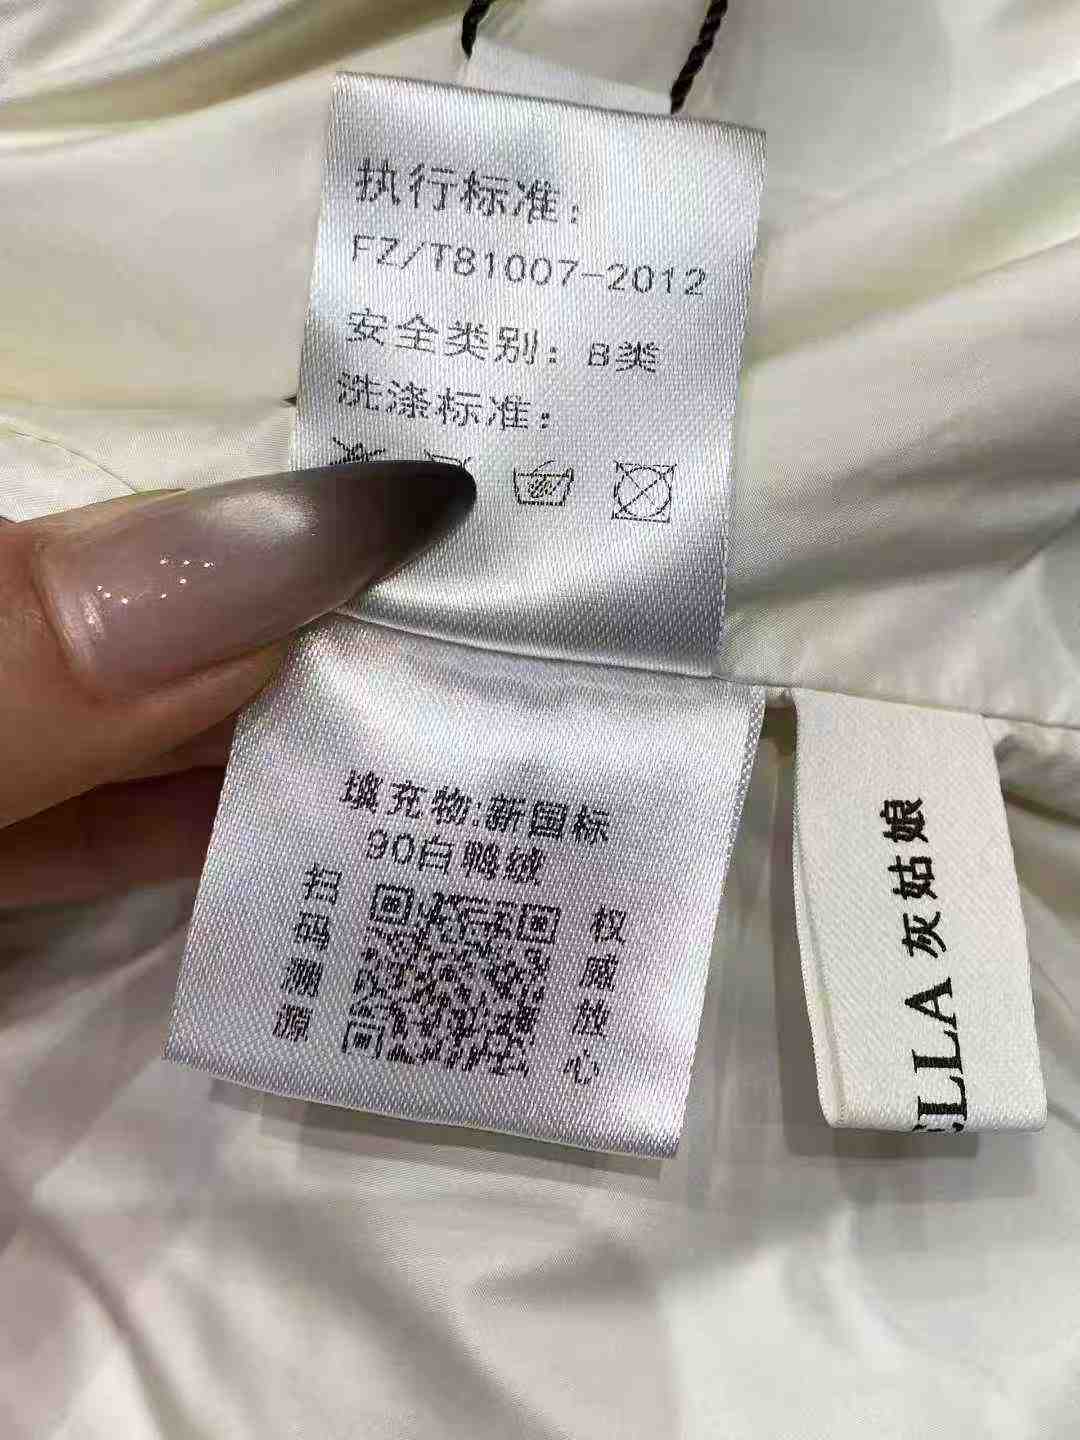 执行标准：
FZ/T81007-2012
安全类别：B类
洗涤标准：
填充物:新国标
90白鸭绒
扫码溯源
权威放心
ELLA 灰姑娘